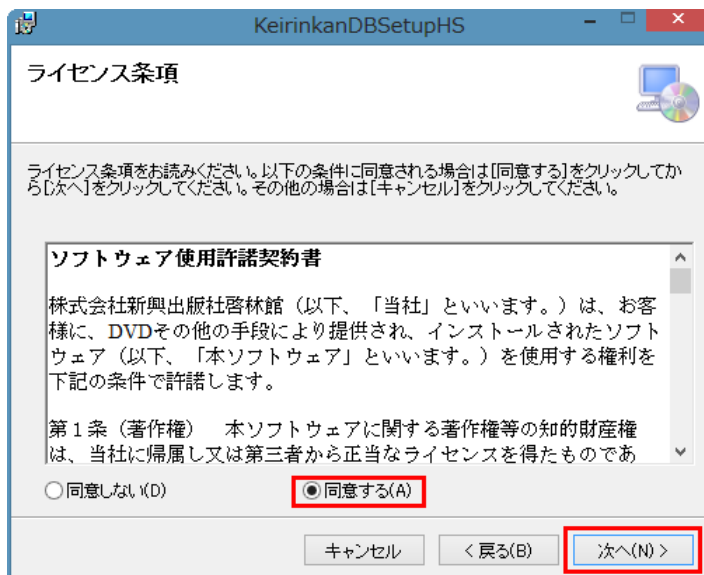 KeirinkanDBSetupHS
ライセンス条項
ライセンス条項をお読みください。以下の条件に同意される場合は[同意する]をクリックしてか
ら[次へ]をクリックしてください。その他の場合は[キャンセル]をクリックしてください。
ソフトウェア使用許諾契約書
株式会社新興出版社啓林館（以下、「当社」といいます。）は、お客
様に、DVDその他の手段により提供され、インストールされたソフト
ウェア（以下、「本ソフトウェア」といいます。）を使用する権利を
下記の条件で許諾します。
第１条（著作権）　本ソフトウェアに関する著作権等の知的財産権
は、当社に帰属し又は第三者から正当なライセンスを得たものであ
同意しない(D)
同意する(A)
キャンセル
< 戻る(B)
次へ(N) >